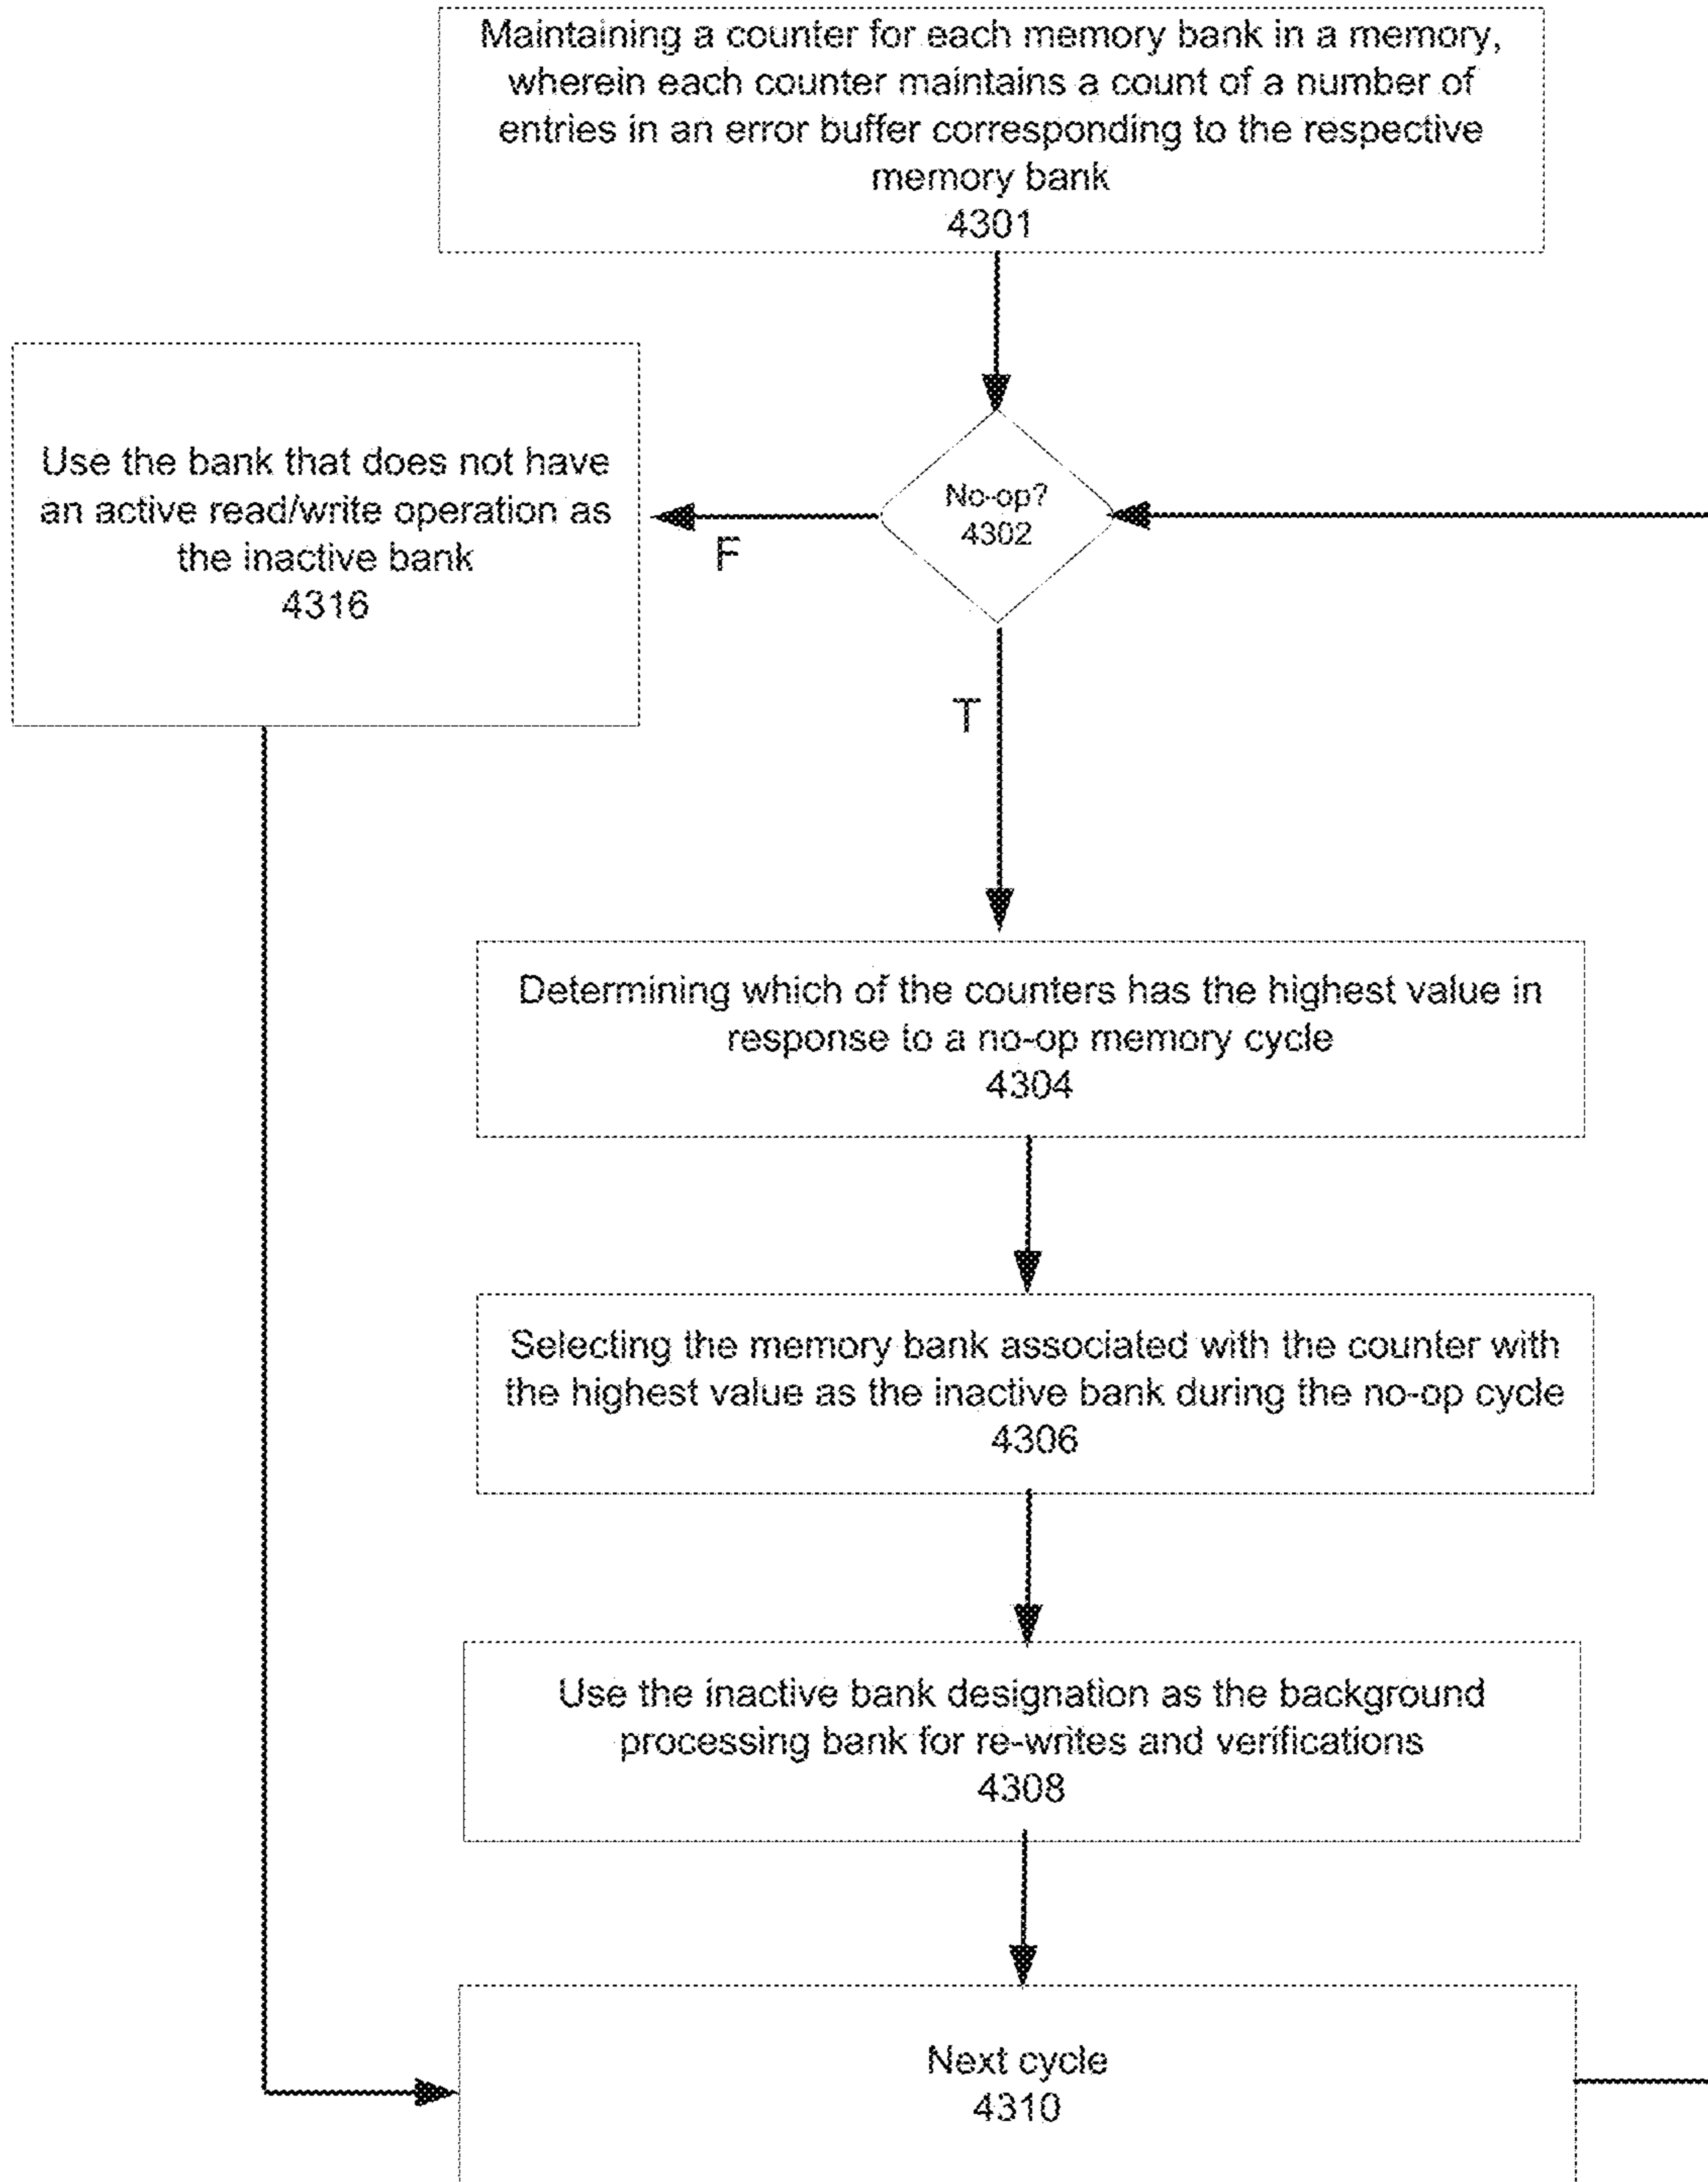 Maintaining a counter for each memory bank in a memory,
wherein each counter maintains a count of a number of
entries in an error buffer corresponding to the respective
memory bank
4301
Use the bank that does not have
an active read/write operation as
the inactive bank
4316
No-op?
4302
F
T
Determining which of the counters has the highest value in
response to a no-op memory cycle
4304
Selecting the memory bank associated with the counter with
the highest value as the inactive bank during the no-op cycle
4306
Use the inactive bank designation as the background
processing bank for re-writes and verifications
4308
Next cycle
4310